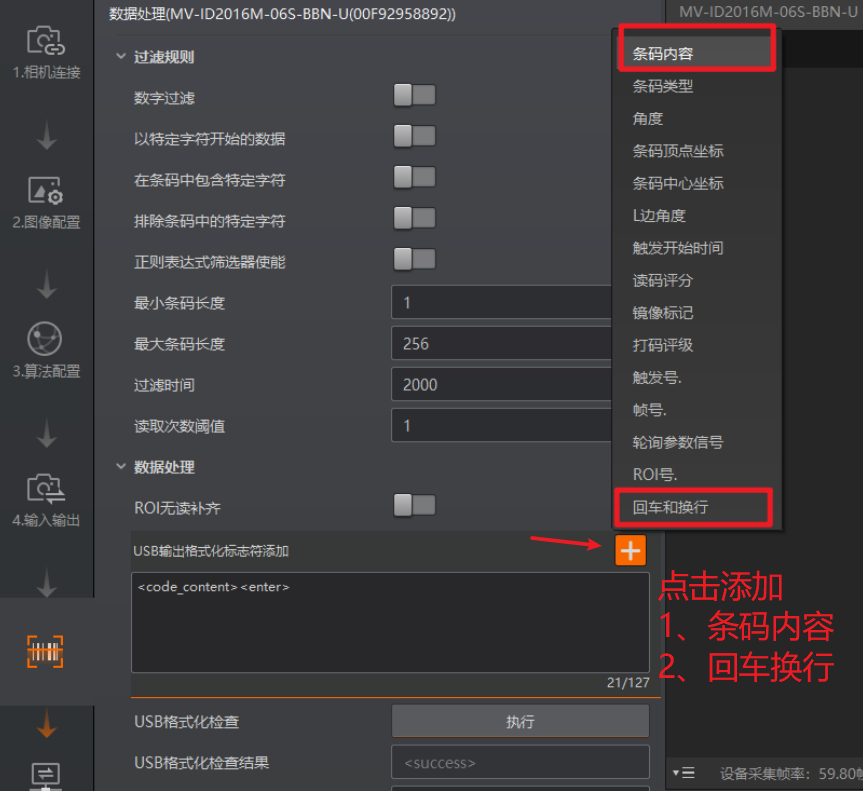 数据处理(MV-ID2016M-06S-BBN-U(00F92958892))
MV-ID2016M-06S-BBN-U
1.相机连接
2.图像配置
3.算法配置
4.输入输出
过滤规则
数字过滤
以特定字符开始的数据
在条码中包含特定字符
排除条码中的特定字符
正则表达式筛选器使能
最小条码长度
1
最大条码长度
256
过滤时间
2000
读取次数阈值
1
数据处理
ROI无读补齐
USB输出格式化标志符添加
<code_content><enter>
21/127
USB格式化检查
执行
USB格式化检查结果
<success>
条码内容
条码类型
角度
条码顶点坐标
条码中心坐标
L边角度
触发开始时间
读码评分
镜像标记
打码评级
触发号.
帧号.
轮询参数信号
ROI号.
回车和换行
点击添加
1、条码内容
2、回车换行
设备采集帧率：59.80帧